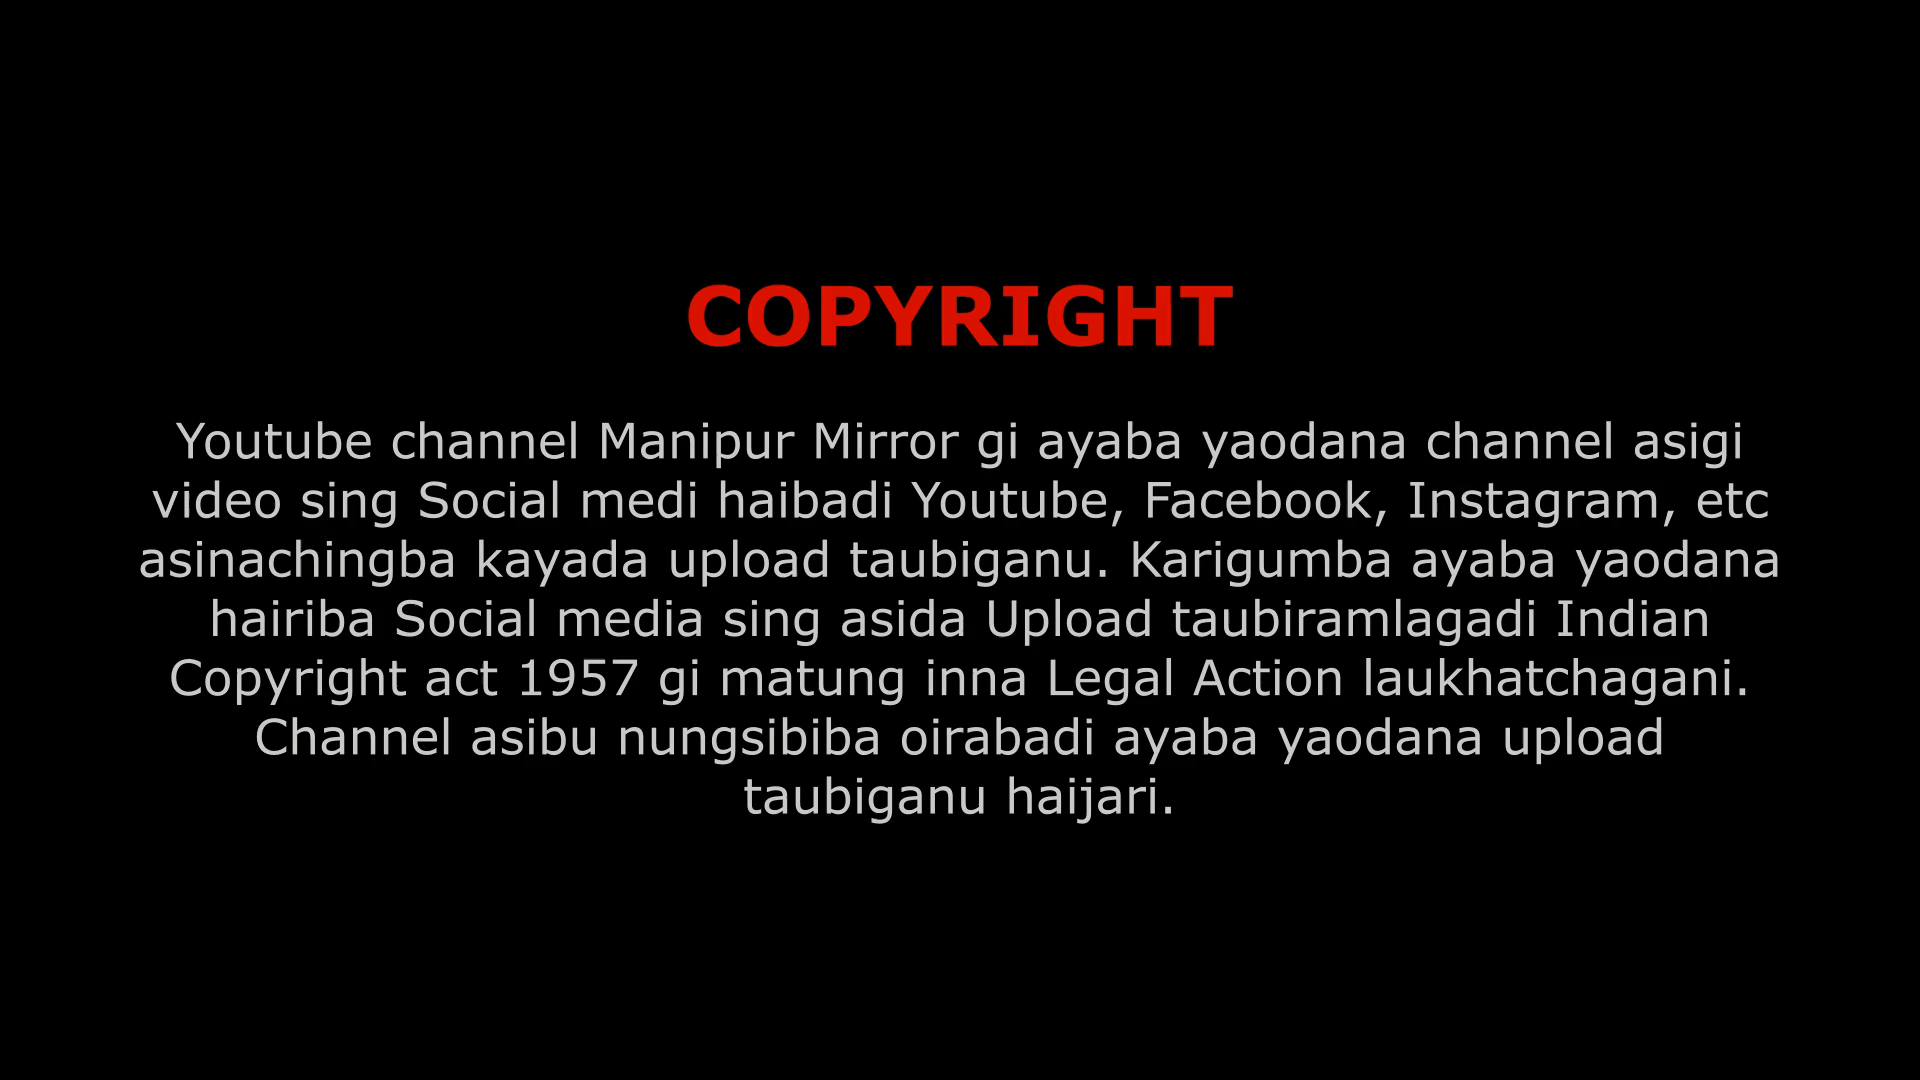 COPYRIGHT
Youtube channel Manipur Mirror gi ayaba yaodana channel asigi
video sing Social medi haibadi Youtube, Facebook, Instagram, etc
asinachingba kayada upload taubiganu. Karigumba ayaba yaodana
hairiba Social media sing asida Upload taubiramlagadi Indian
Copyright act 1957 gi matung inna Legal Action laukhatchagani.
Channel asibu nungsibiba oirabadi ayaba yaodana upload
taubiganu haijari.